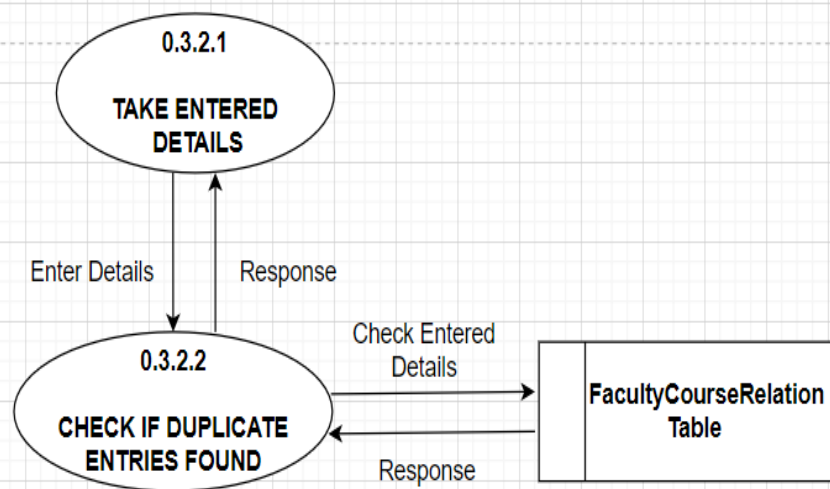 0.3.2.1
TAKE ENTERED
DETAILS
Enter Details
Response
0.3.2.2
CHECK IF DUPLICATE
ENTRIES FOUND
Check Entered
Details
Response
FacultyCourseRelation
Table